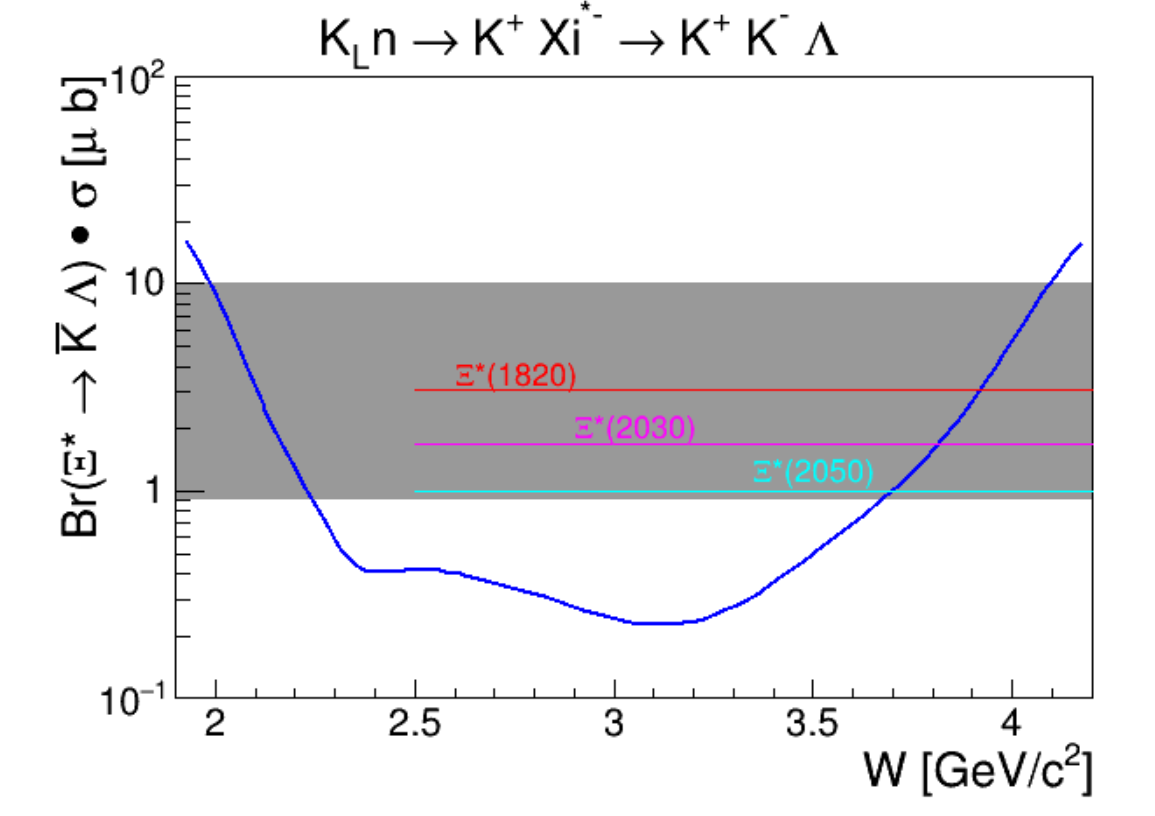 K_L n → K⁺ Xi*⁻ → K⁺ K⁻ Λ
Br(Ξ* → K̅ Λ) • σ [μ b]
10²
10
1
10⁻¹
Ξ*(1820)
Ξ*(2030)
Ξ*(2050)
2 2.5 3 3.5 4
W [GeV/c²]